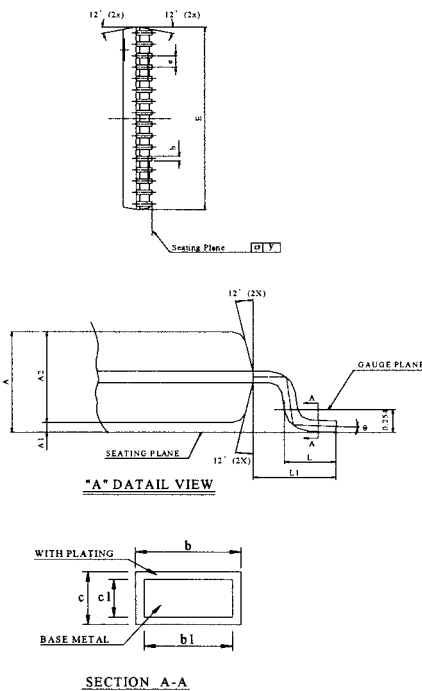 12° (2x) 12° (2x)
e
E
b
Seating Plane
y
12° (2X)
A
A2
A1
GAUGE PLANE
A
0.254
θ
A
SEATING PLANE
12° (2X)
L
L1
"A" DATAIL VIEW
b
WITH PLATING
c
c1
BASE METAL
b1
SECTION A-A